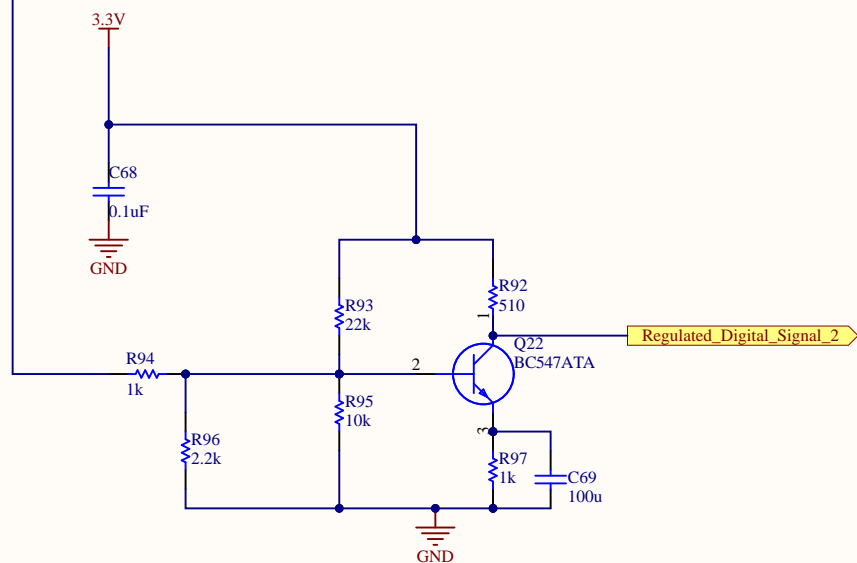 3.3V
C68
0.1uF
GND
R92
510
1
R93
22k
Regulated_Digital_Signal_2
Q22
BC547ATA
R94
1k
2
R95
10k
3
R96
2.2k
R97
1k
C69
100u
GND